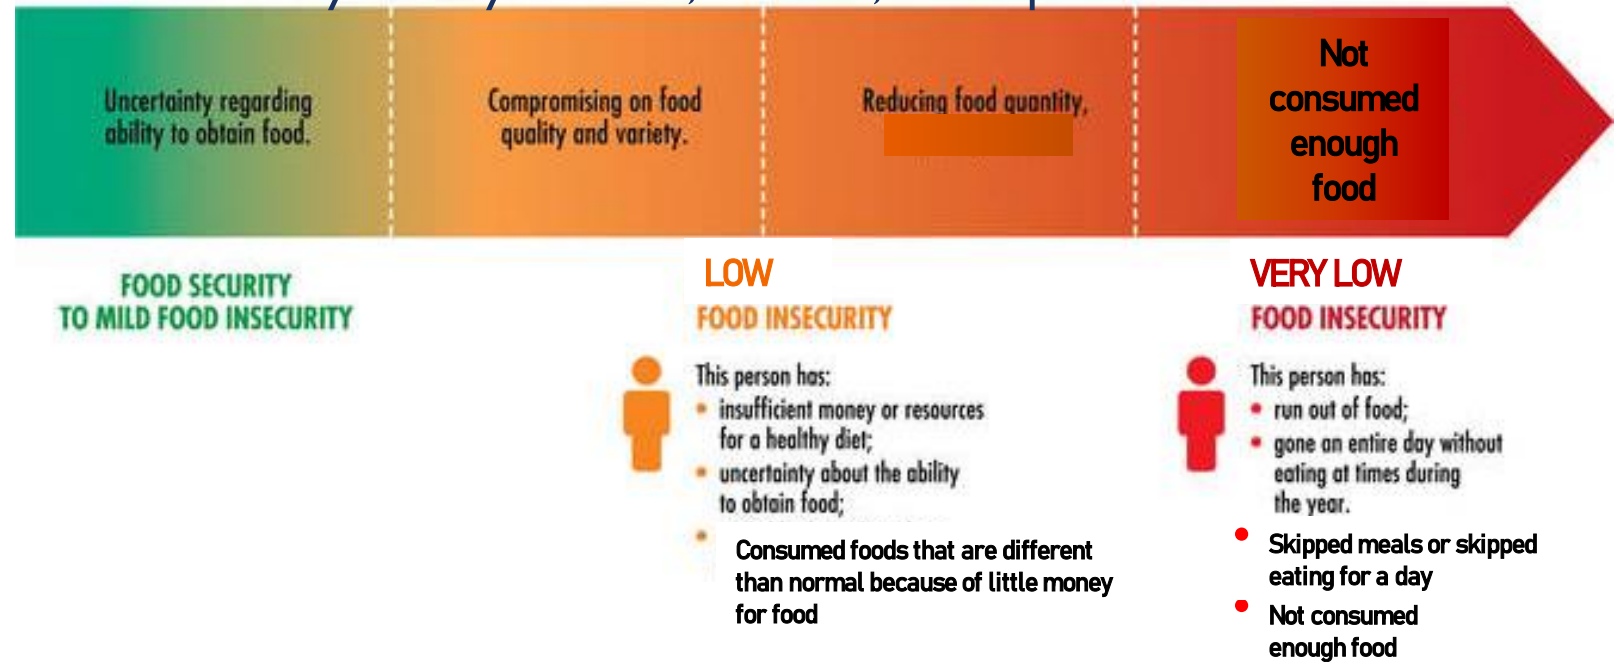 Uncertainty regarding
ability to obtain food.
Compromising on food
quality and variety.
Reducing food quantity,
Not
consumed
enough
food
FOOD SECURITY
TO MILD FOOD INSECURITY
LOW
FOOD INSECURITY
This person has:
• insufficient money or resources
for a healthy diet;
• uncertainty about the ability
to obtain food;
• Consumed foods that are different
than normal because of little money
for food
VERY LOW
FOOD INSECURITY
This person has:
• run out of food;
• gone an entire day without
eating at times during
the year.
• Skipped meals or skipped
eating for a day
• Not consumed
enough food